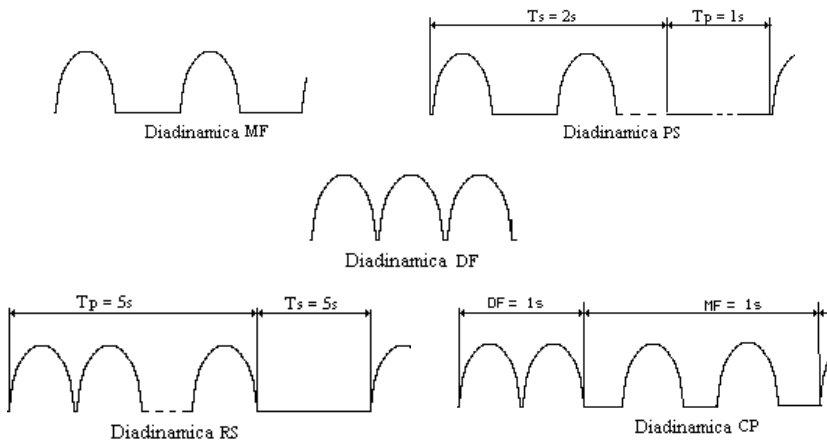 Ts = 2s
Tp = 1s
Diadinamica MF
Diadinamica PS
Diadinamica DF
Tp = 5s
Ts = 5s
DF = 1s
MF = 1s
Diadinamica RS
Diadinamica CP